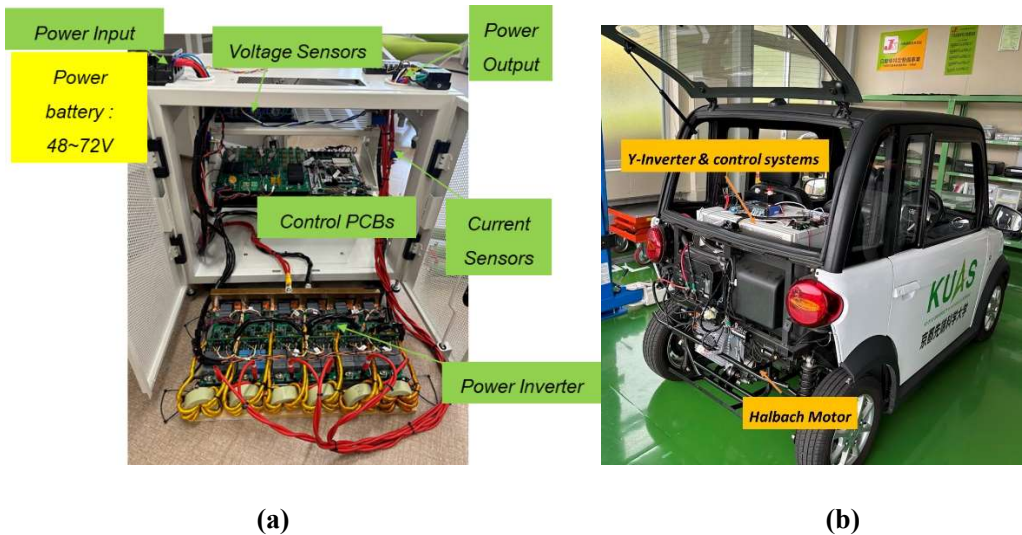 Power Input
Power
battery :
48~72V
Voltage Sensors
Power
Output
Control PCBs
Current
Sensors
Power Inverter
(a)
Y-Inverter & control systems
KUAS
京都先端科学大学
Halbach Motor
(b)